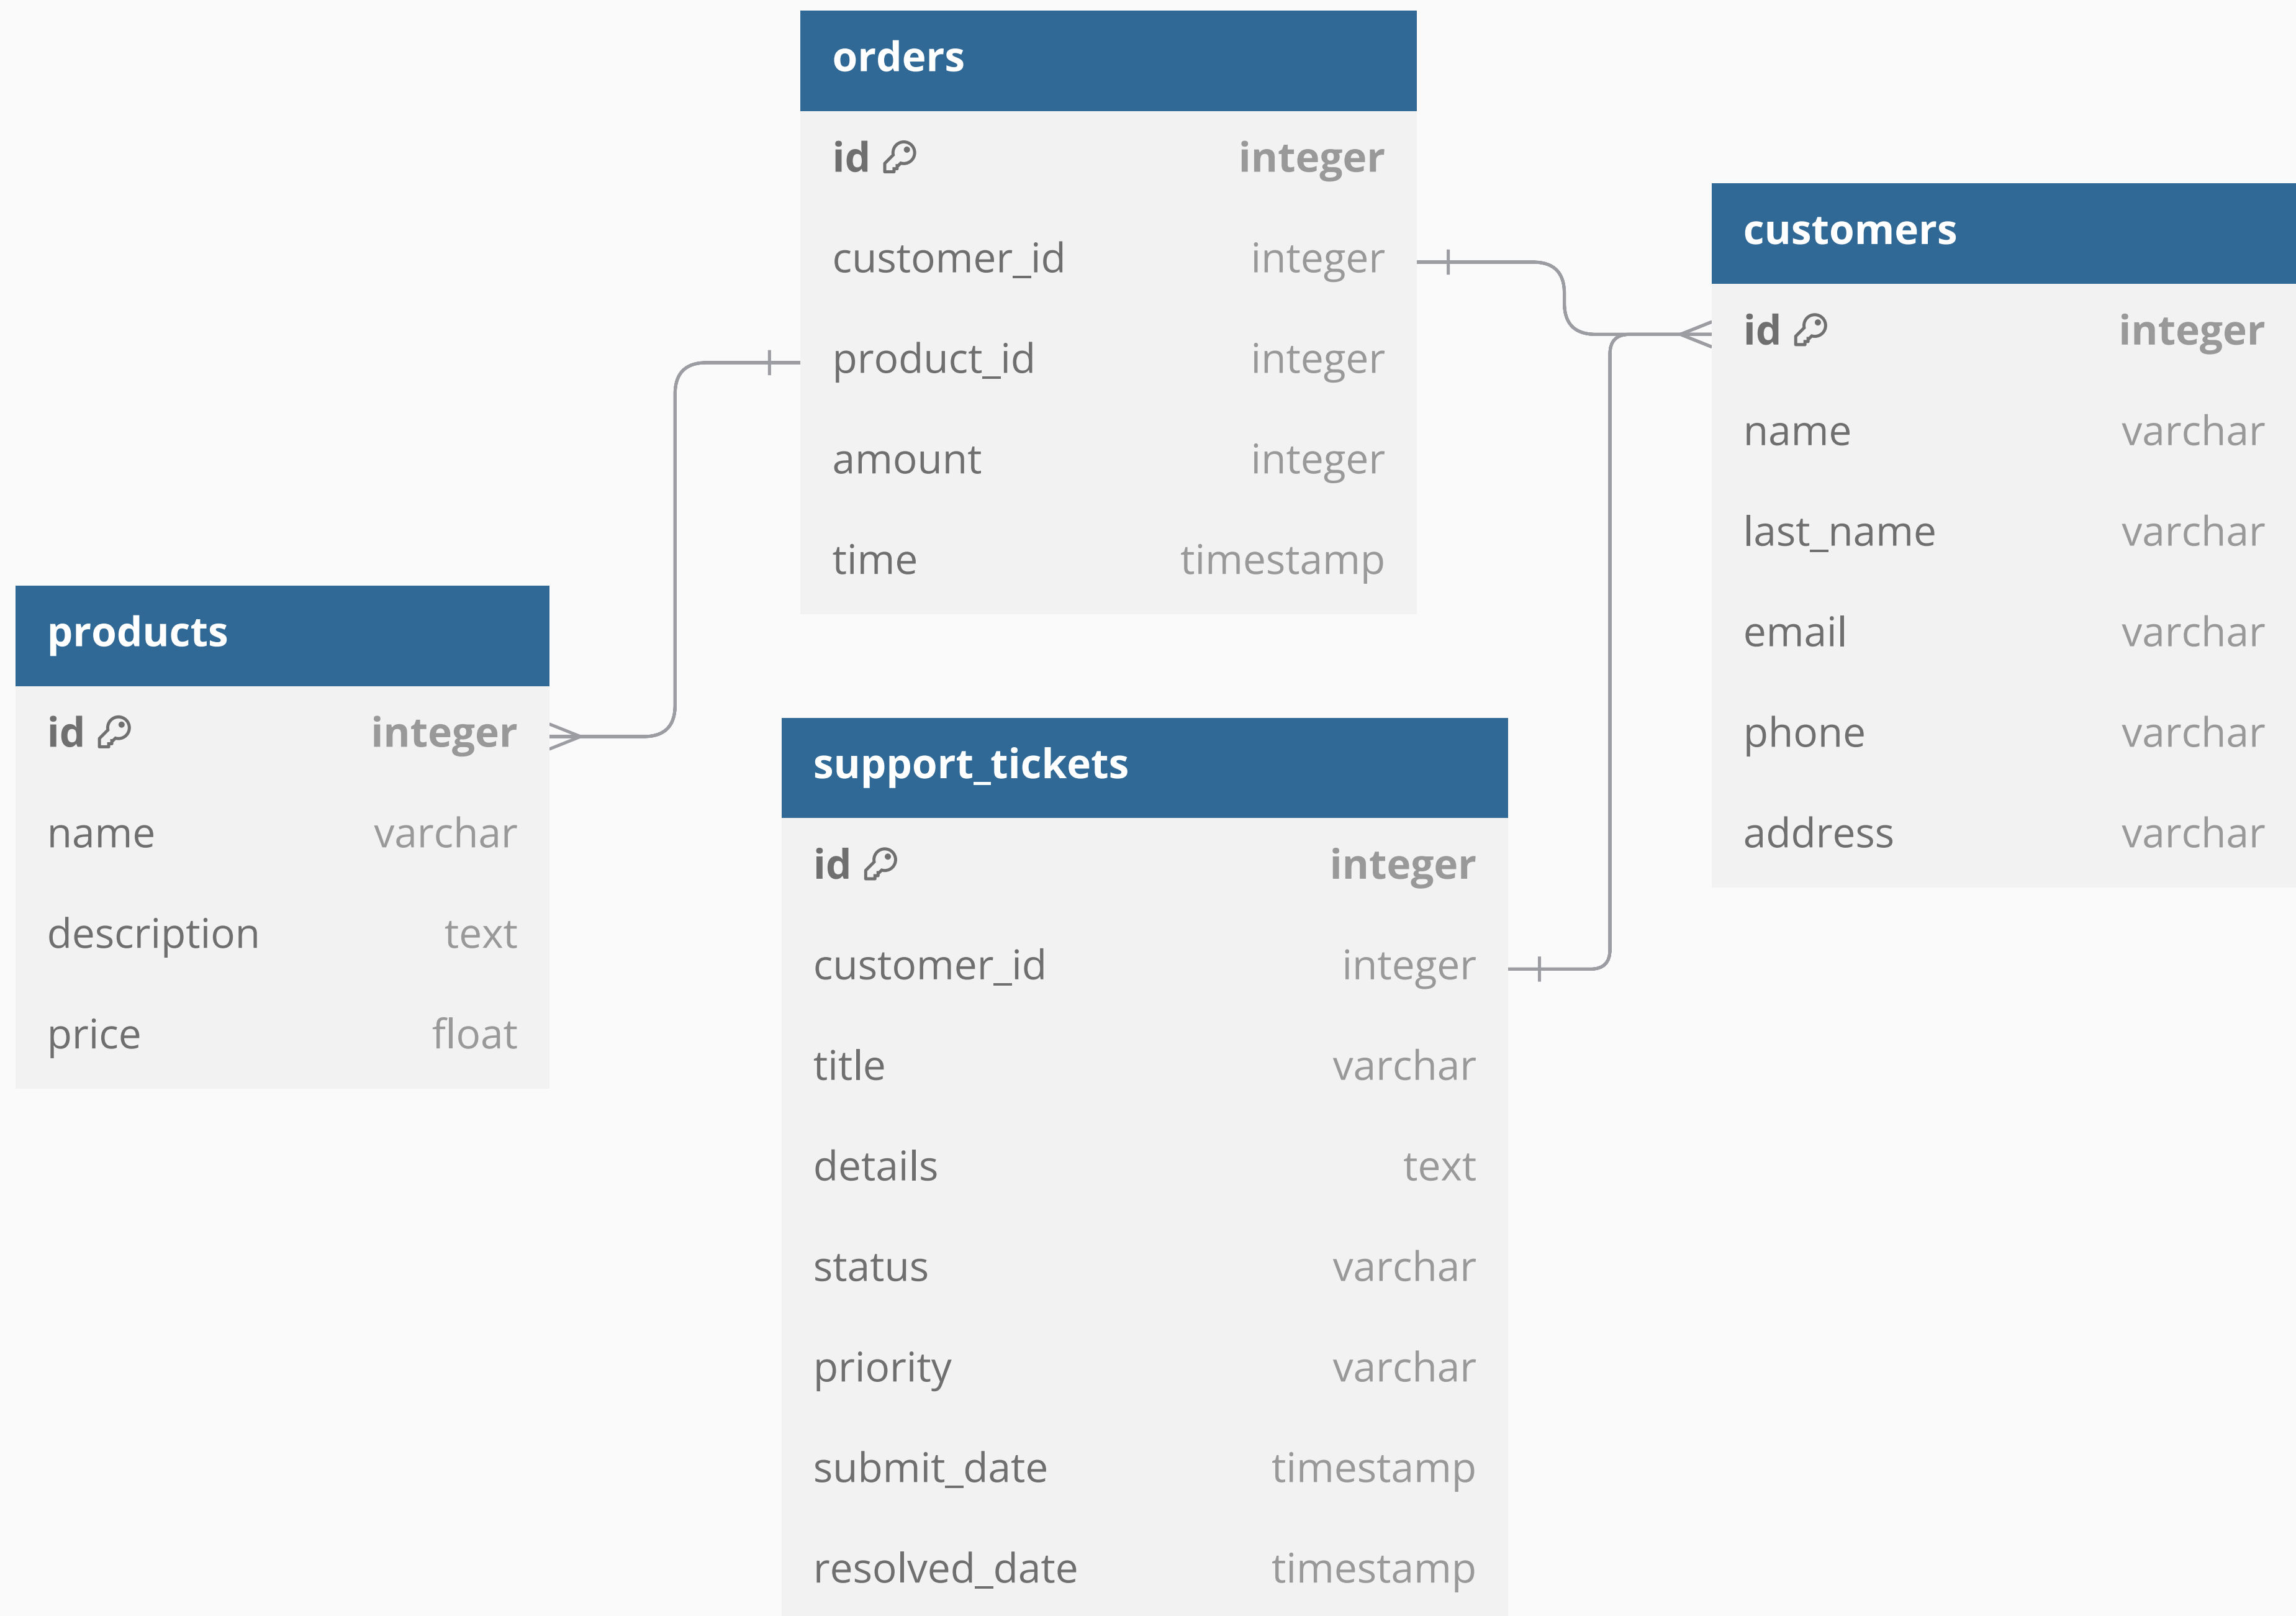 orders
id integer
customer_id integer
product_id integer
amount integer
time timestamp
customers
id integer
name varchar
last_name varchar
email varchar
phone varchar
address varchar
products
id integer
name varchar
description text
price float
support_tickets
id integer
customer_id integer
title varchar
details text
status varchar
priority varchar
submit_date timestamp
resolved_date timestamp